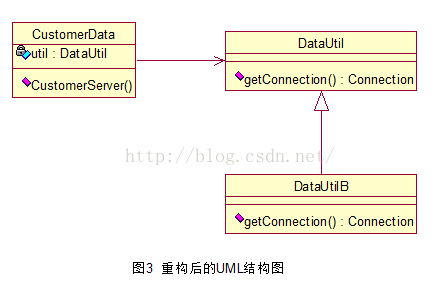 CustomerData
util : DataUtil
CustomerServer()
DataUtil
getConnection() : Connection
http://blog.csdn.net/
DataUtilB
getConnection() : Connection
图3 重构后的UML结构图